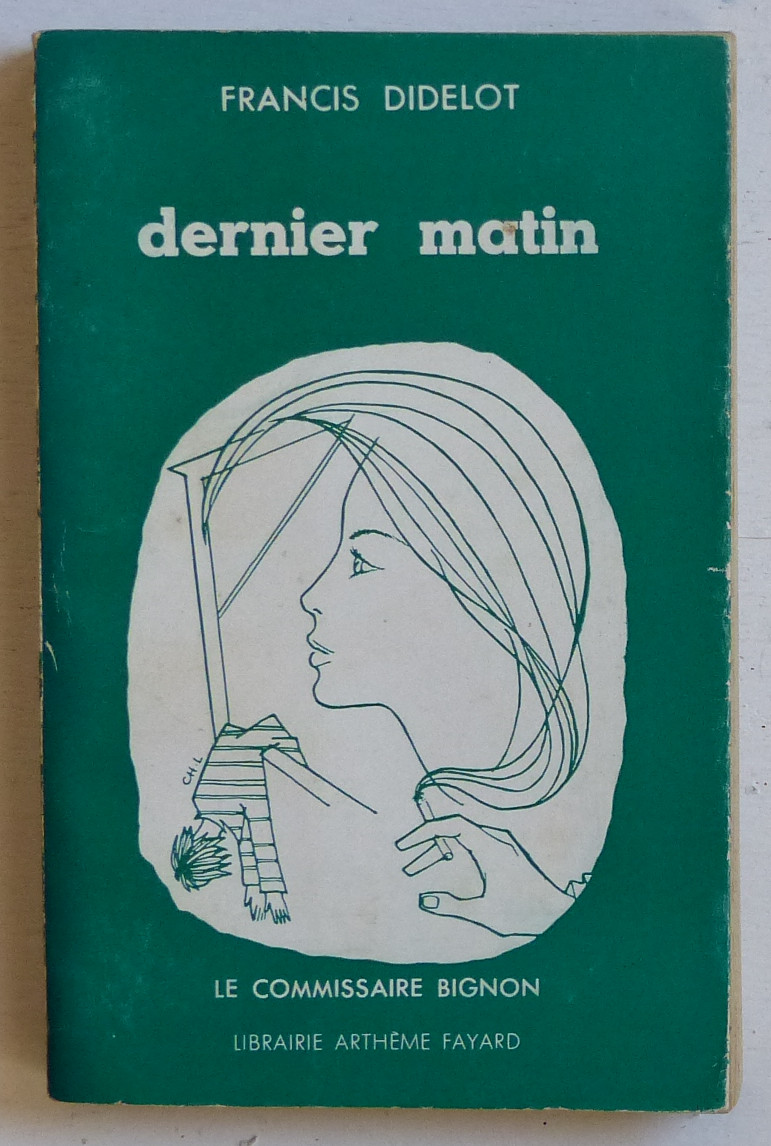 FRANCIS DIDELOT
dernier matin
CH.L
LE COMMISSAIRE BIGNON
LIBRAIRIE ARTHÈME FAYARD